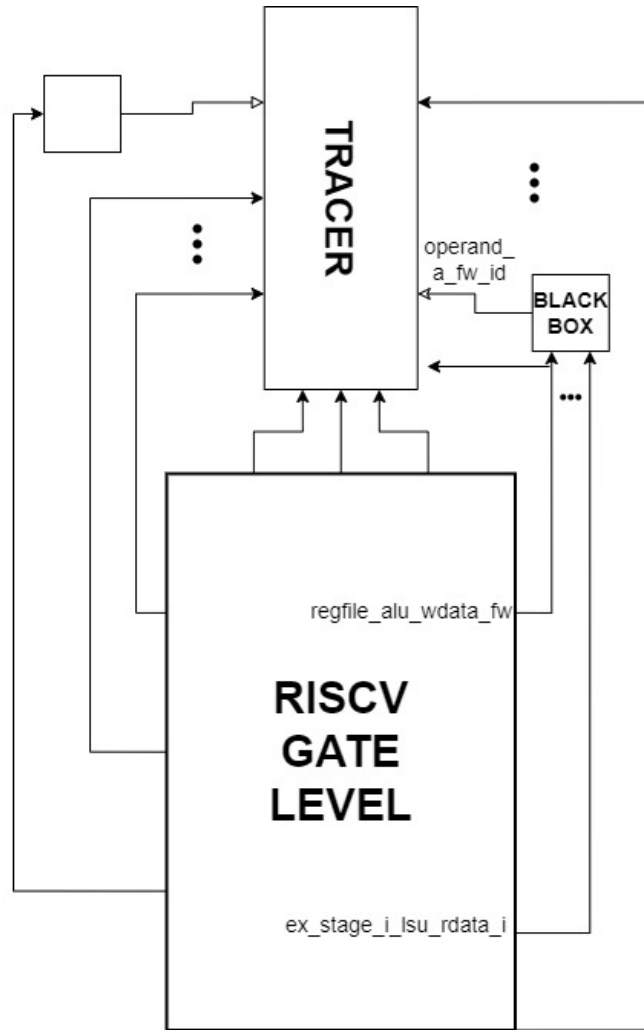 TRACER
operand_
a_fw_id
BLACK
BOX
regfile_alu_wdata_fw
RISCV
GATE
LEVEL
ex_stage_i_lsu_rdata_i